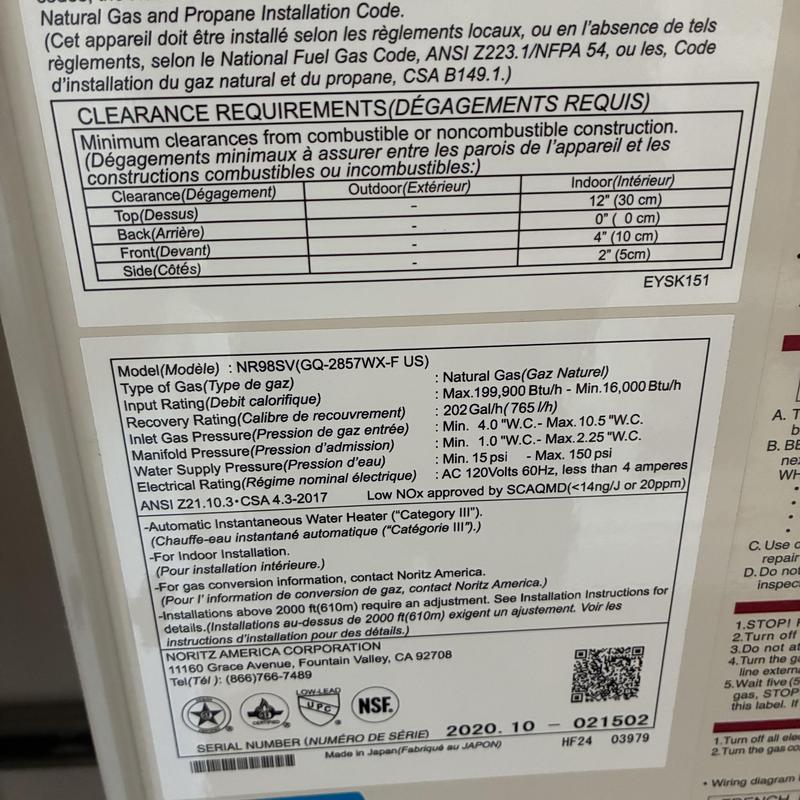 Natural Gas and Propane Installation Code.
(Cet appareil doit être installé selon les règlements locaux, ou en l'absence de tels
règlements, selon le National Fuel Gas Code, ANSI Z223.1/NFPA 54, ou les, Code
d'installation du gaz natural et du propane, CSA B149.1.)
CLEARANCE REQUIREMENTS(DÉGAGEMENTS REQUIS)
Minimum clearances from combustible or noncombustible construction.
(Dégagements minimaux à assurer entre les parois de l'appareil et les
constructions combustibles ou incombustibles:)
Clearance(Dégagement) Outdoor(Extérieur) Indoor(Intérieur)
Top(Dessus) - 12" (30 cm)
Back(Arrière) - 0" ( 0 cm)
Front(Devant) - 4" (10 cm)
Side(Côtés) - 2" (5cm)
EYSK151
Model(Modèle) : NR98SV(GQ-2857WX-F US)
Type of Gas(Type de gaz) : Natural Gas(Gaz Naturel)
Input Rating(Debit calorifique) : Max.199,900 Btu/h - Min.16,000 Btu/h
Recovery Rating(Calibre de recouvrement) : 202 Gal/h(765 l/h)
Inlet Gas Pressure(Pression de gaz entrée) : Min. 4.0 "W.C.- Max. 10.5 "W.C.
Manifold Pressure(Pression d'admission) : Min. 1.0 "W.C.- Max. 2.25 "W.C.
Water Supply Pressure(Pression d'eau) : Min. 15 psi - Max. 150 psi
Electrical Rating(Régime nominal électrique) : AC 120Volts 60Hz, less than 4 amperes
ANSI Z21.10.3•CSA 4.3-2017 Low NOx approved by SCAQMD(<14ng/J or 20ppm)
-Automatic Instantaneous Water Heater ("Category III").
(Chauffe-eau instantané automatique ("Catégorie III").)
-For Indoor Installation.
(Pour installation intérieure.)
-For gas conversion information, contact Noritz America.
(Pour l' information de conversion de gaz, contact Noritz America.)
-Installations above 2000 ft(610m) require an adjustment. See Installation Instructions for
details.(Installations au-dessus de 2000 ft(610m) exigent un ajustement. Voir les
instructions d'installation pour des détails.)
NORITZ AMERICA CORPORATION
11160 Grace Avenue, Fountain Valley, CA 92708
Tel(Tél ): (866)766-7489
LOW-LEAD
UPC
NSF.
CERTIFIED
SERIAL NUMBER (NUMÉRO DE SÉRIE) 2020. 10 - 021502
Made in Japan(Fabriqué au JAPON) HF24 03979
A. T
B. BE
WH
C. Use
repair
D. Do not
inspec
1.STOP!
2.Turn off
3.Do not at
4.Turn the ga
line externa
5.Wait five (5
gas, STOP
this label. If
1.Turn off all elec
2.Turn the gas co
• Wiring diagram
FRENCH